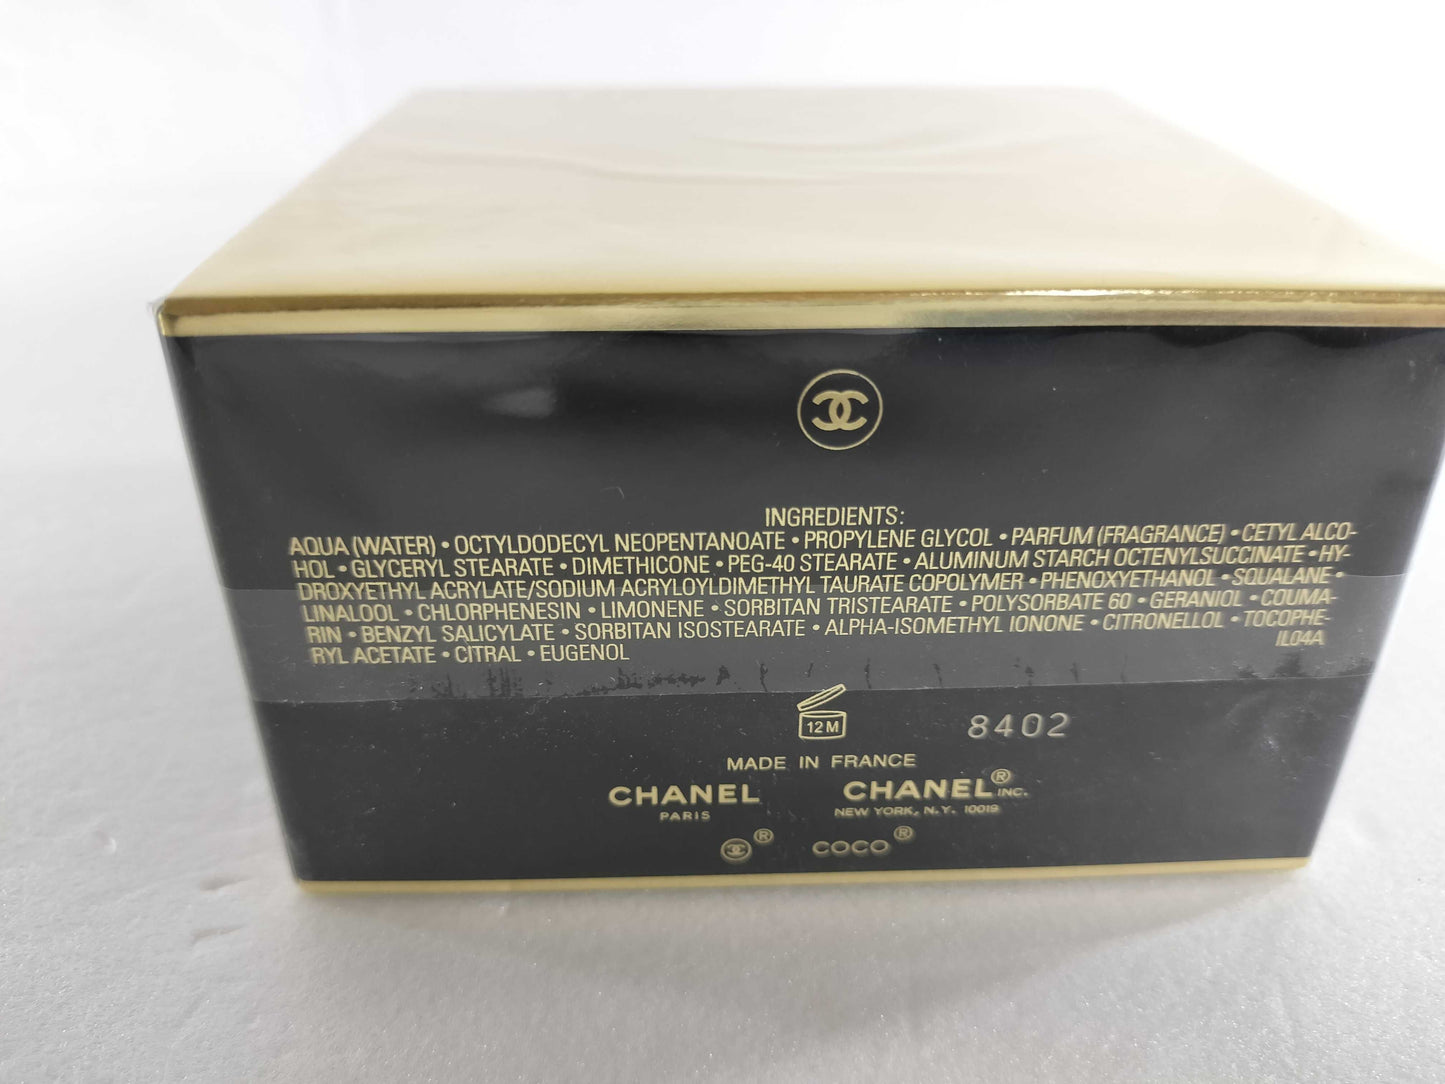 INGREDIENTS:
AQUA (WATER) • OCTYLDODECYL NEOPENTANOATE • PROPYLENE GLYCOL • PARFUM (FRAGRANCE) • CETYL ALCO-
HOL • GLYCERYL STEARATE • DIMETHICONE • PEG-40 STEARATE • ALUMINUM STARCH OCTENYLSUCCINATE • HY-
DROXYETHYL ACRYLATE/SODIUM ACRYLOYLDIMETHYL TAURATE COPOLYMER • PHENOXYETHANOL • SQUALANE •
LINALOOL • CHLORPHENESIN • LIMONENE • SORBITAN TRISTEARATE • POLYSORBATE 60 • GERANIOL • COUMA-
RIN • BENZYL SALICYLATE • SORBITAN ISOSTEARATE • ALPHA-ISOMETHYL IONONE • CITRONELLOL • TOCOPHE-
RYL ACETATE • CITRAL • EUGENOL IL04A
12M 8402
MADE IN FRANCE
CHANEL CHANEL® INC.
PARIS NEW YORK, N.Y. 10019
® COCO®